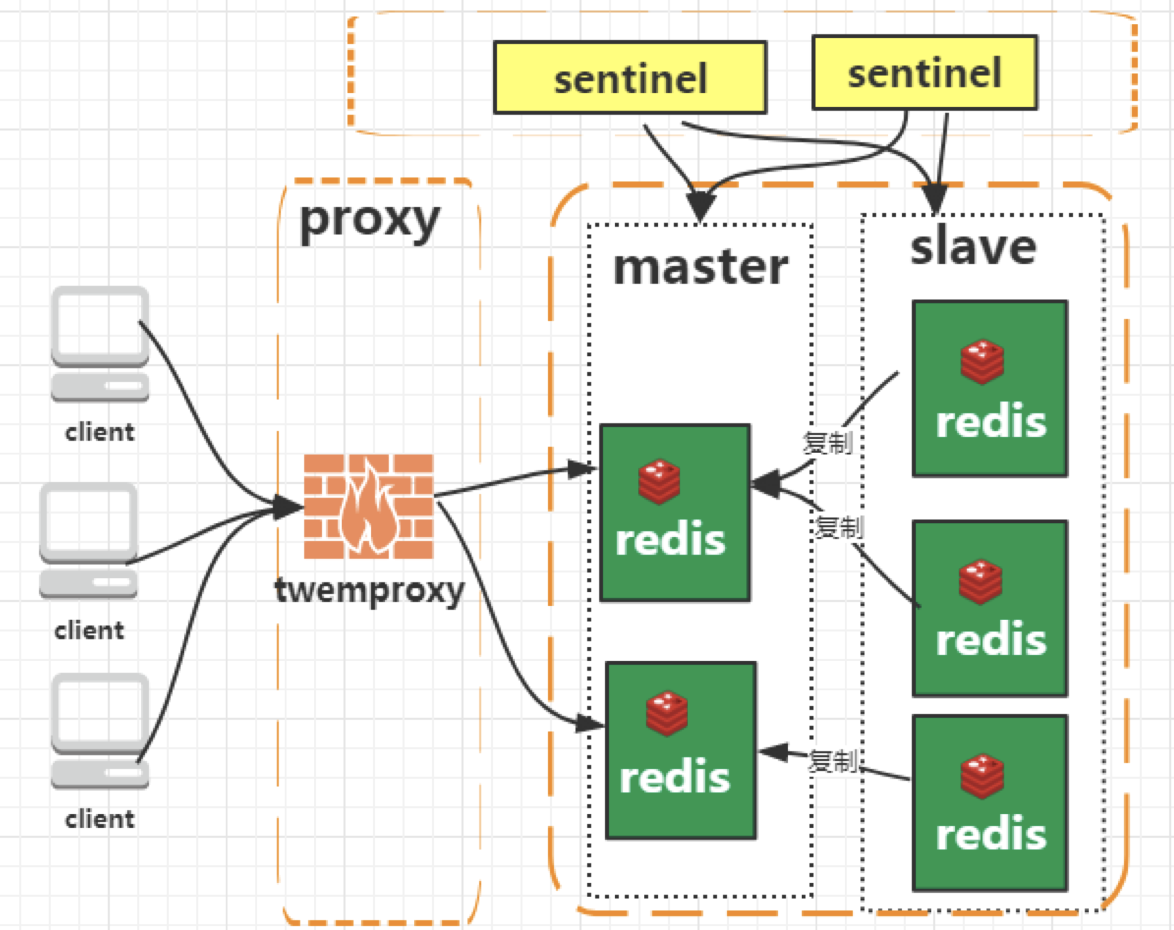 sentinel
sentinel
proxy
master
slave
client
client
client
twemproxy
redis
redis
复制
复制
复制
redis
redis
redis